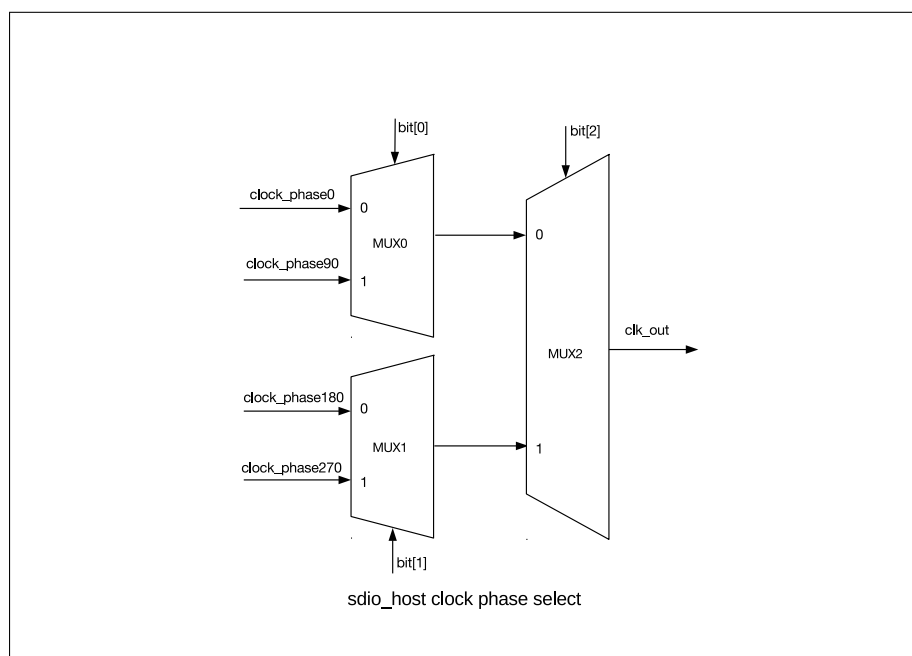 bit[0]
bit[2]
clock_phase0
0
MUX0
0
clock_phase90
1
clk_out
MUX2
clock_phase180
0
MUX1
1
clock_phase270
1
bit[1]
sdio_host clock phase select